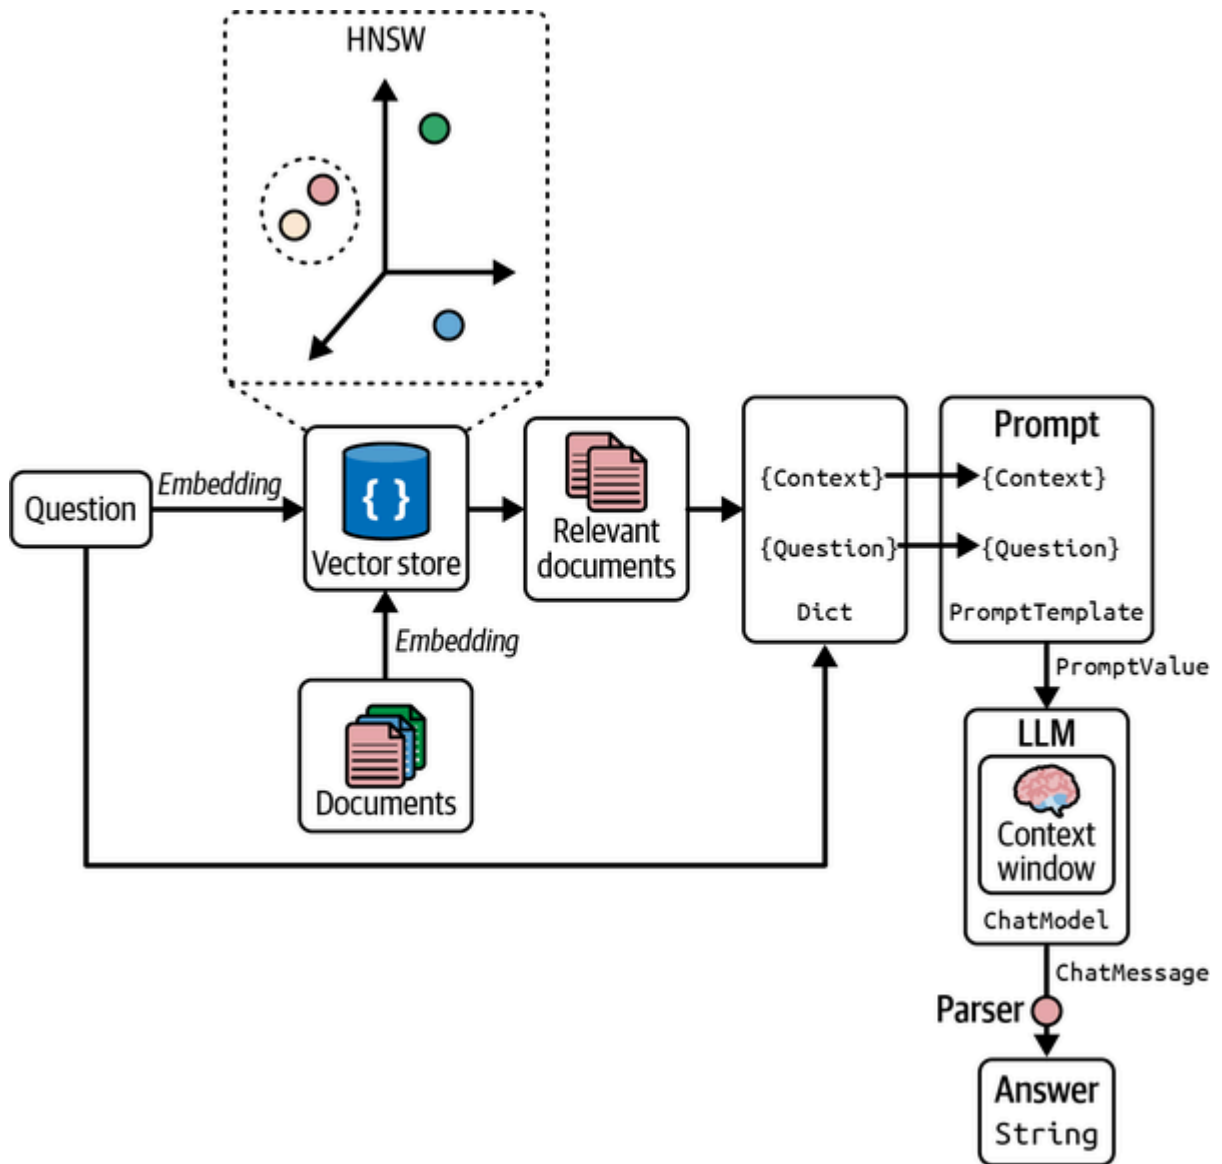 HNSW
Question
Embedding
{ }
Vector store
Embedding
Documents
Relevant
documents
{Context}
{Question}
Dict
Prompt
{Context}
{Question}
PromptTemplate
PromptValue
LLM
Context
window
ChatModel
ChatMessage
Parser
Answer
String